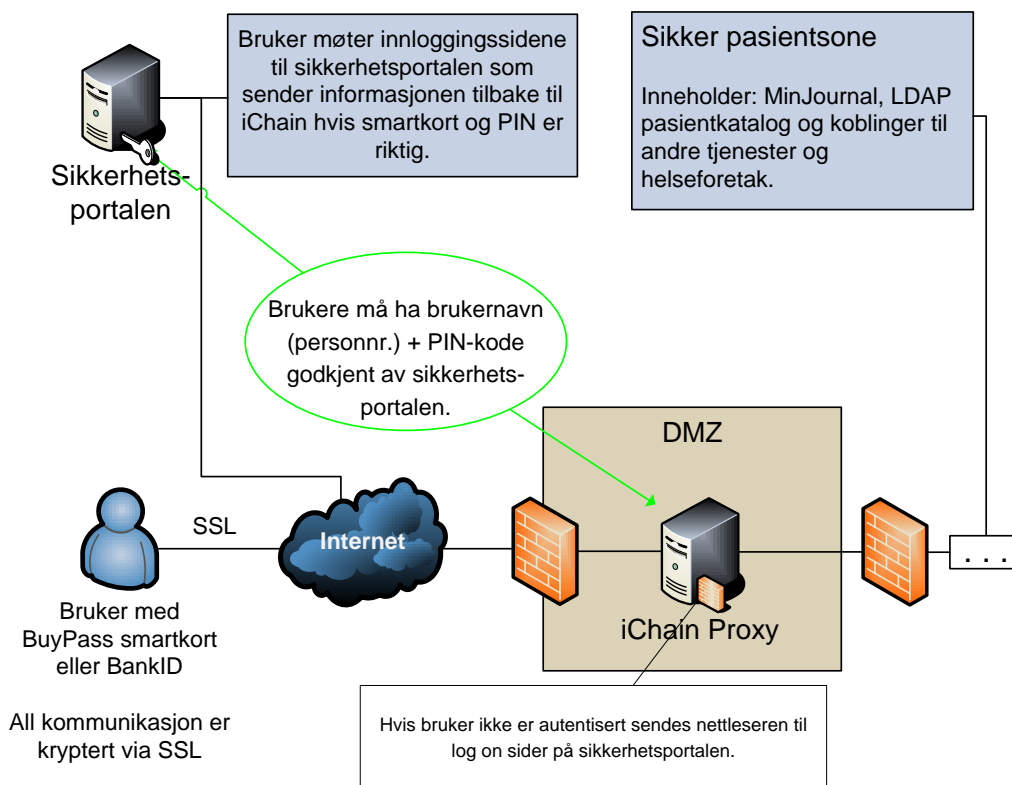 Bruker møter innloggingssidene
til sikkerhetsportalen som
sender informasjonen tilbake til
iChain hvis smartkort og PIN er
riktig.
Sikker pasientsone
Inneholder: MinJournal, LDAP
pasientkatalog og koblinger til
andre tjenester og
helseforetak.
Sikkerhets-
portalen
Brukere må ha brukernavn
(personnr.) + PIN-kode
godkjent av sikkerhets-
portalen.
DMZ
SSL
Internet
. . .
iChain Proxy
Bruker med
BuyPass smartkort
eller BankID
All kommunikasjon er
kryptert via SSL
Hvis bruker ikke er autentisert sendes nettleseren til
log on sider på sikkerhetsportalen.